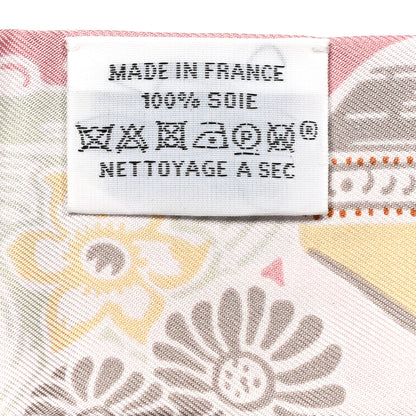 MADE IN FRANCE
100% SOIE
P W ®
NETTOYAGE A SEC